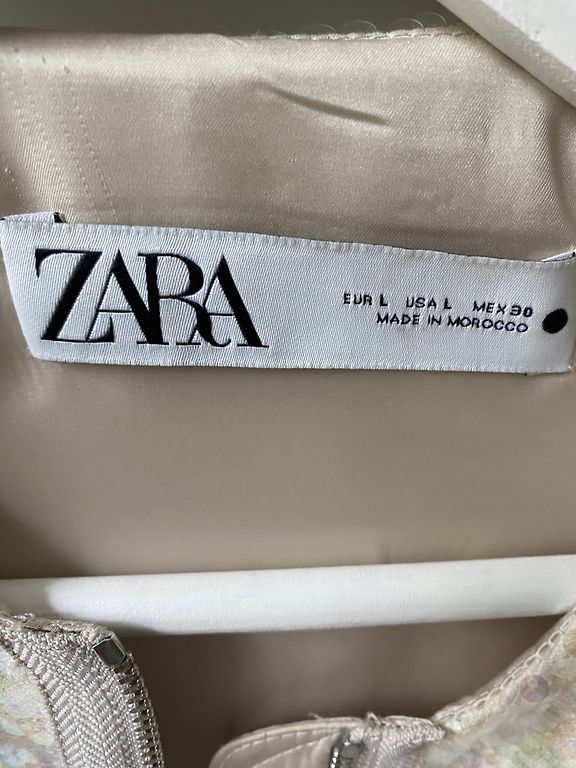 ZARA
EUR L USA L MEX 30
MADE IN MOROCCO